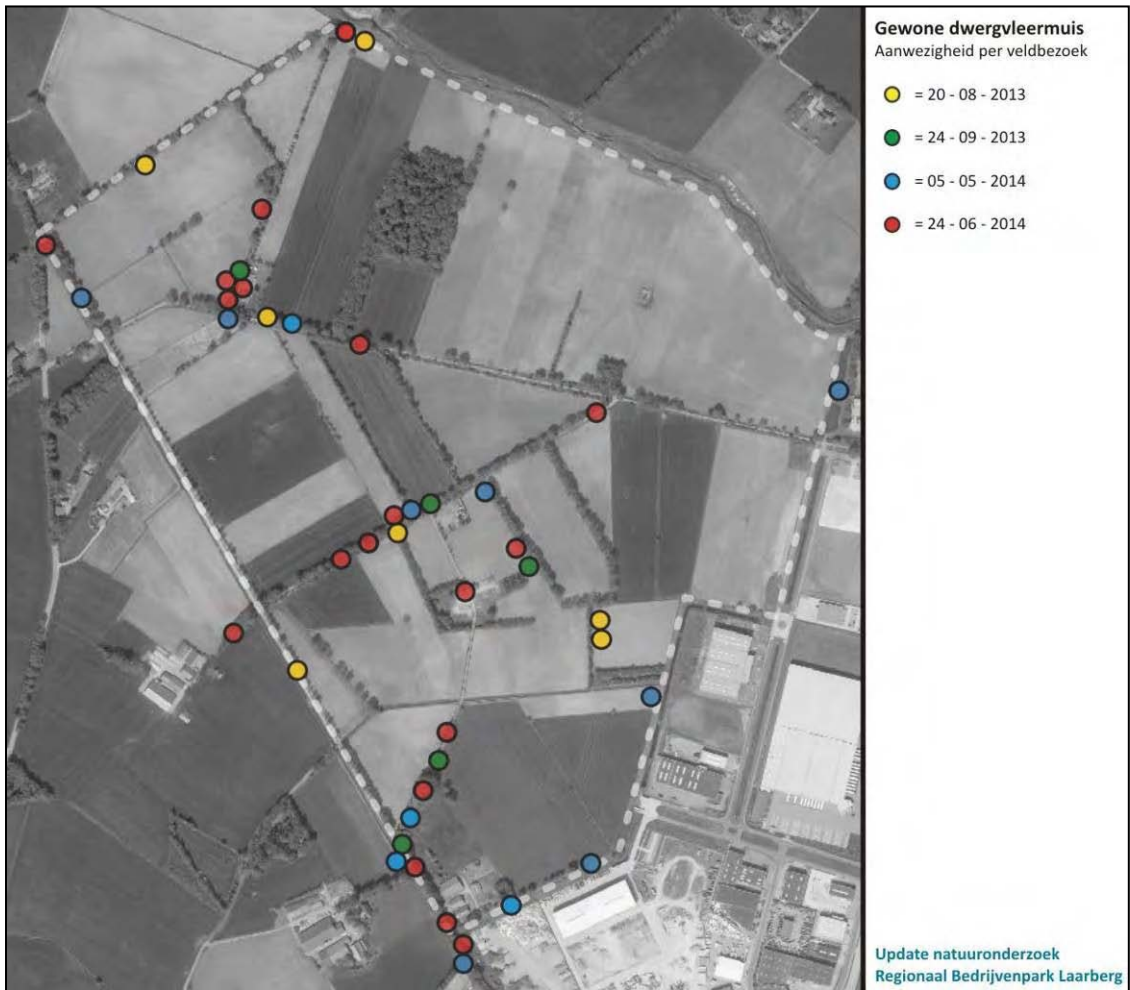 Gewone dwergvleermuis
Aanwezigheid per veldbezoek
= 20 - 08 - 2013
= 24 - 09 - 2013
= 05 - 05 - 2014
= 24 - 06 - 2014
Update natuuronderzoek
Regionaal Bedrijvenpark Laarberg